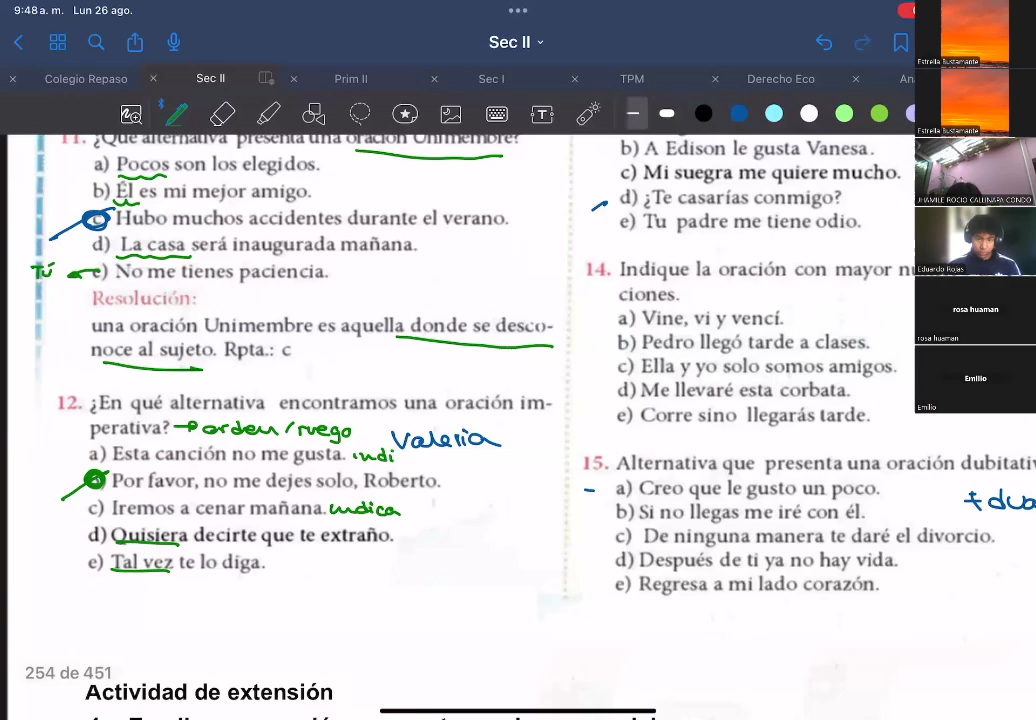 9:48 a. m. Lun 26 ago.
Sec II
Colegio Repaso
Sec II
Prim II
Sec I
TPM
Derecho Eco
11. ¿Qué alternativa presenta una oración Unimembre?
a) Pocos son los elegidos.
b) Él es mi mejor amigo.
c) Hubo muchos accidentes durante el verano.
d) La casa será inaugurada mañana.
Tú e) No me tienes paciencia.
Resolución:
una oración Unimembre es aquella donde se desco-
noce al sujeto. Rpta.: c
12. ¿En qué alternativa encontramos una oración im-
perativa? → orden / ruego
Valeria
a) Esta canción no me gusta. indi
Por favor, no me dejes solo, Roberto.
c) Iremos a cenar mañana. indica
d) Quisiera decirte que te extraño.
e) Tal vez te lo diga.
254 de 451
Actividad de extensión
b) A Edison le gusta Vanesa.
c) Mi suegra me quiere mucho.
d) ¿Te casarías conmigo?
e) Tu padre me tiene odio.
14. Indique la oración con mayor
ciones.
a) Vine, vi y vencí.
b) Pedro llegó tarde a clases.
c) Ella y yo solo somos amigos.
d) Me llevaré esta corbata.
e) Corre sino llegarás tarde.
15. Alternativa que presenta una oración dubitati
a) Creo que le gusto un poco.
b) Si no llegas me iré con él.
c) De ninguna manera te daré el divorcio.
d) Después de ti ya no hay vida.
e) Regresa a mi lado corazón.
Estrella Bustamante
Estrella Bustamante
JHAMILE ROCIO CALLINAPA CONDO
Eduardo Rojas
rosa huaman
rosa huaman
Emilio
Emilio